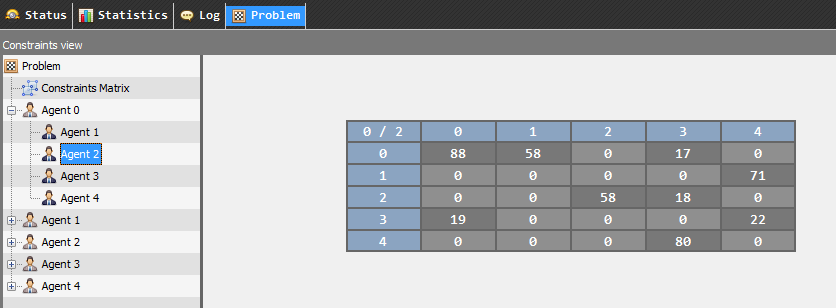 Status Statistics Log Problem
Constraints view
Problem
Constraints Matrix
Agent 0
Agent 1
Agent 2
Agent 3
Agent 4
Agent 1
Agent 2
Agent 3
Agent 4
0 / 2 0 1 2 3 4
0 88 58 0 17 0
1 0 0 0 0 71
2 0 0 58 18 0
3 19 0 0 0 22
4 0 0 0 80 0